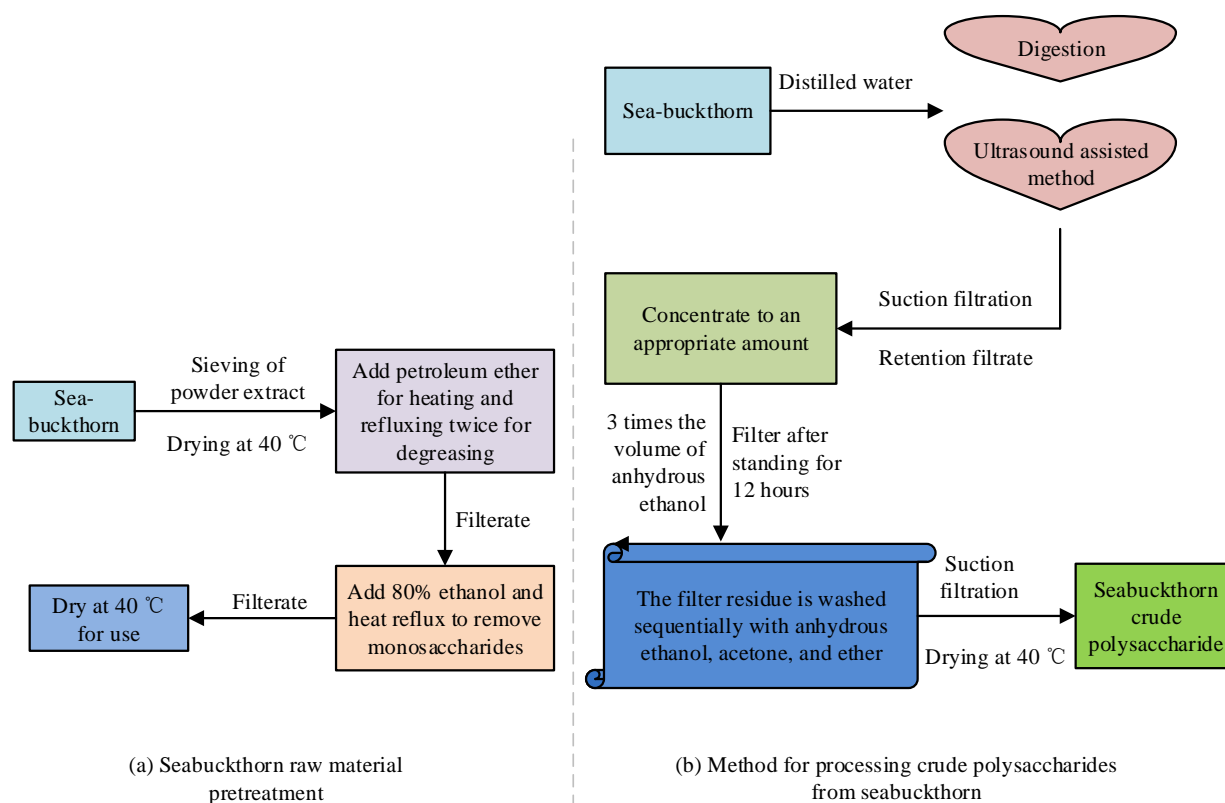 Sea-
buckthorn
Sieving of
powder extract
Drying at 40 ℃
Add petroleum ether
for heating and
refluxing twice for
degreasing
Filterate
Add 80% ethanol and
heat reflux to remove
monosaccharides
Filterate
Dry at 40 ℃
for use
(a) Seabuckthorn raw material
pretreatment
Sea-buckthorn
Distilled water
Digestion
Ultrasound assisted
method
Suction filtration
Retention filtrate
Concentrate to an
appropriate amount
3 times the
volume of
anhydrous
ethanol
Filter after
standing for
12 hours
The filter residue is washed
sequentially with anhydrous
ethanol, acetone, and ether
Suction
filtration
Drying at 40 ℃
Seabuckthorn
crude
polysaccharide
(b) Method for processing crude polysaccharides
from seabuckthorn